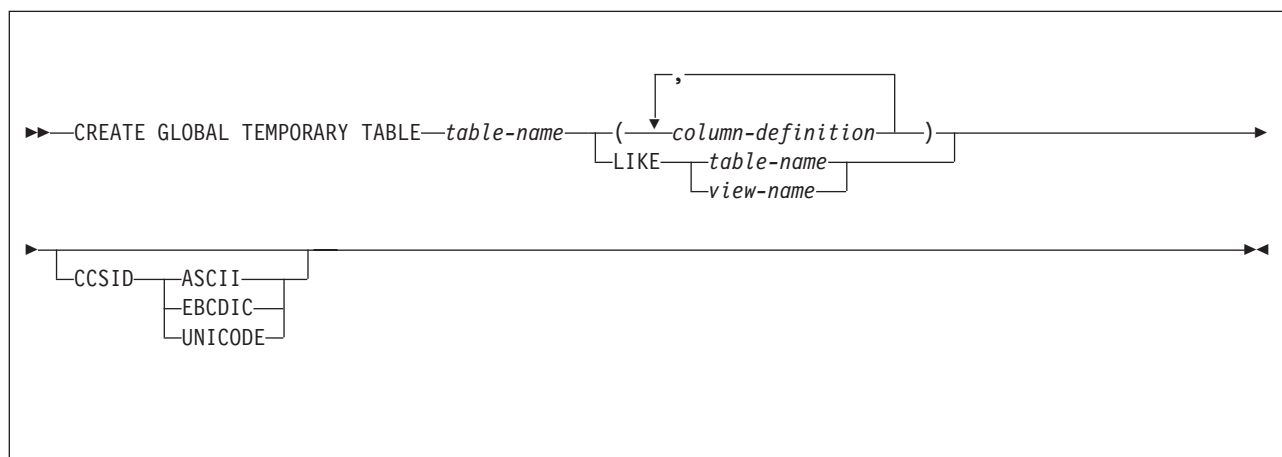 ,
CREATE GLOBAL TEMPORARY TABLE table-name ( column-definition )
LIKE table-name
view-name
CCSID ASCII
EBCDIC
UNICODE